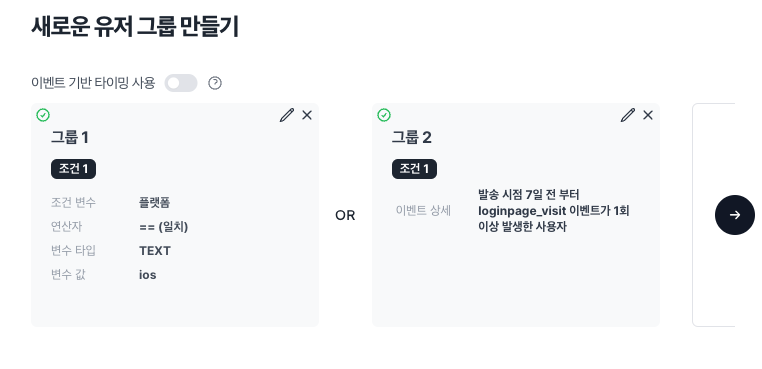 새로운 유저 그룹 만들기
이벤트 기반 타이밍 사용
그룹 1
조건 1
조건 변수 플랫폼
연산자 == (일치)
변수 타입 TEXT
변수 값 ios
OR
그룹 2
조건 1
이벤트 상세
발송 시점 7일 전 부터
loginpage_visit 이벤트가 1회
이상 발생한 사용자